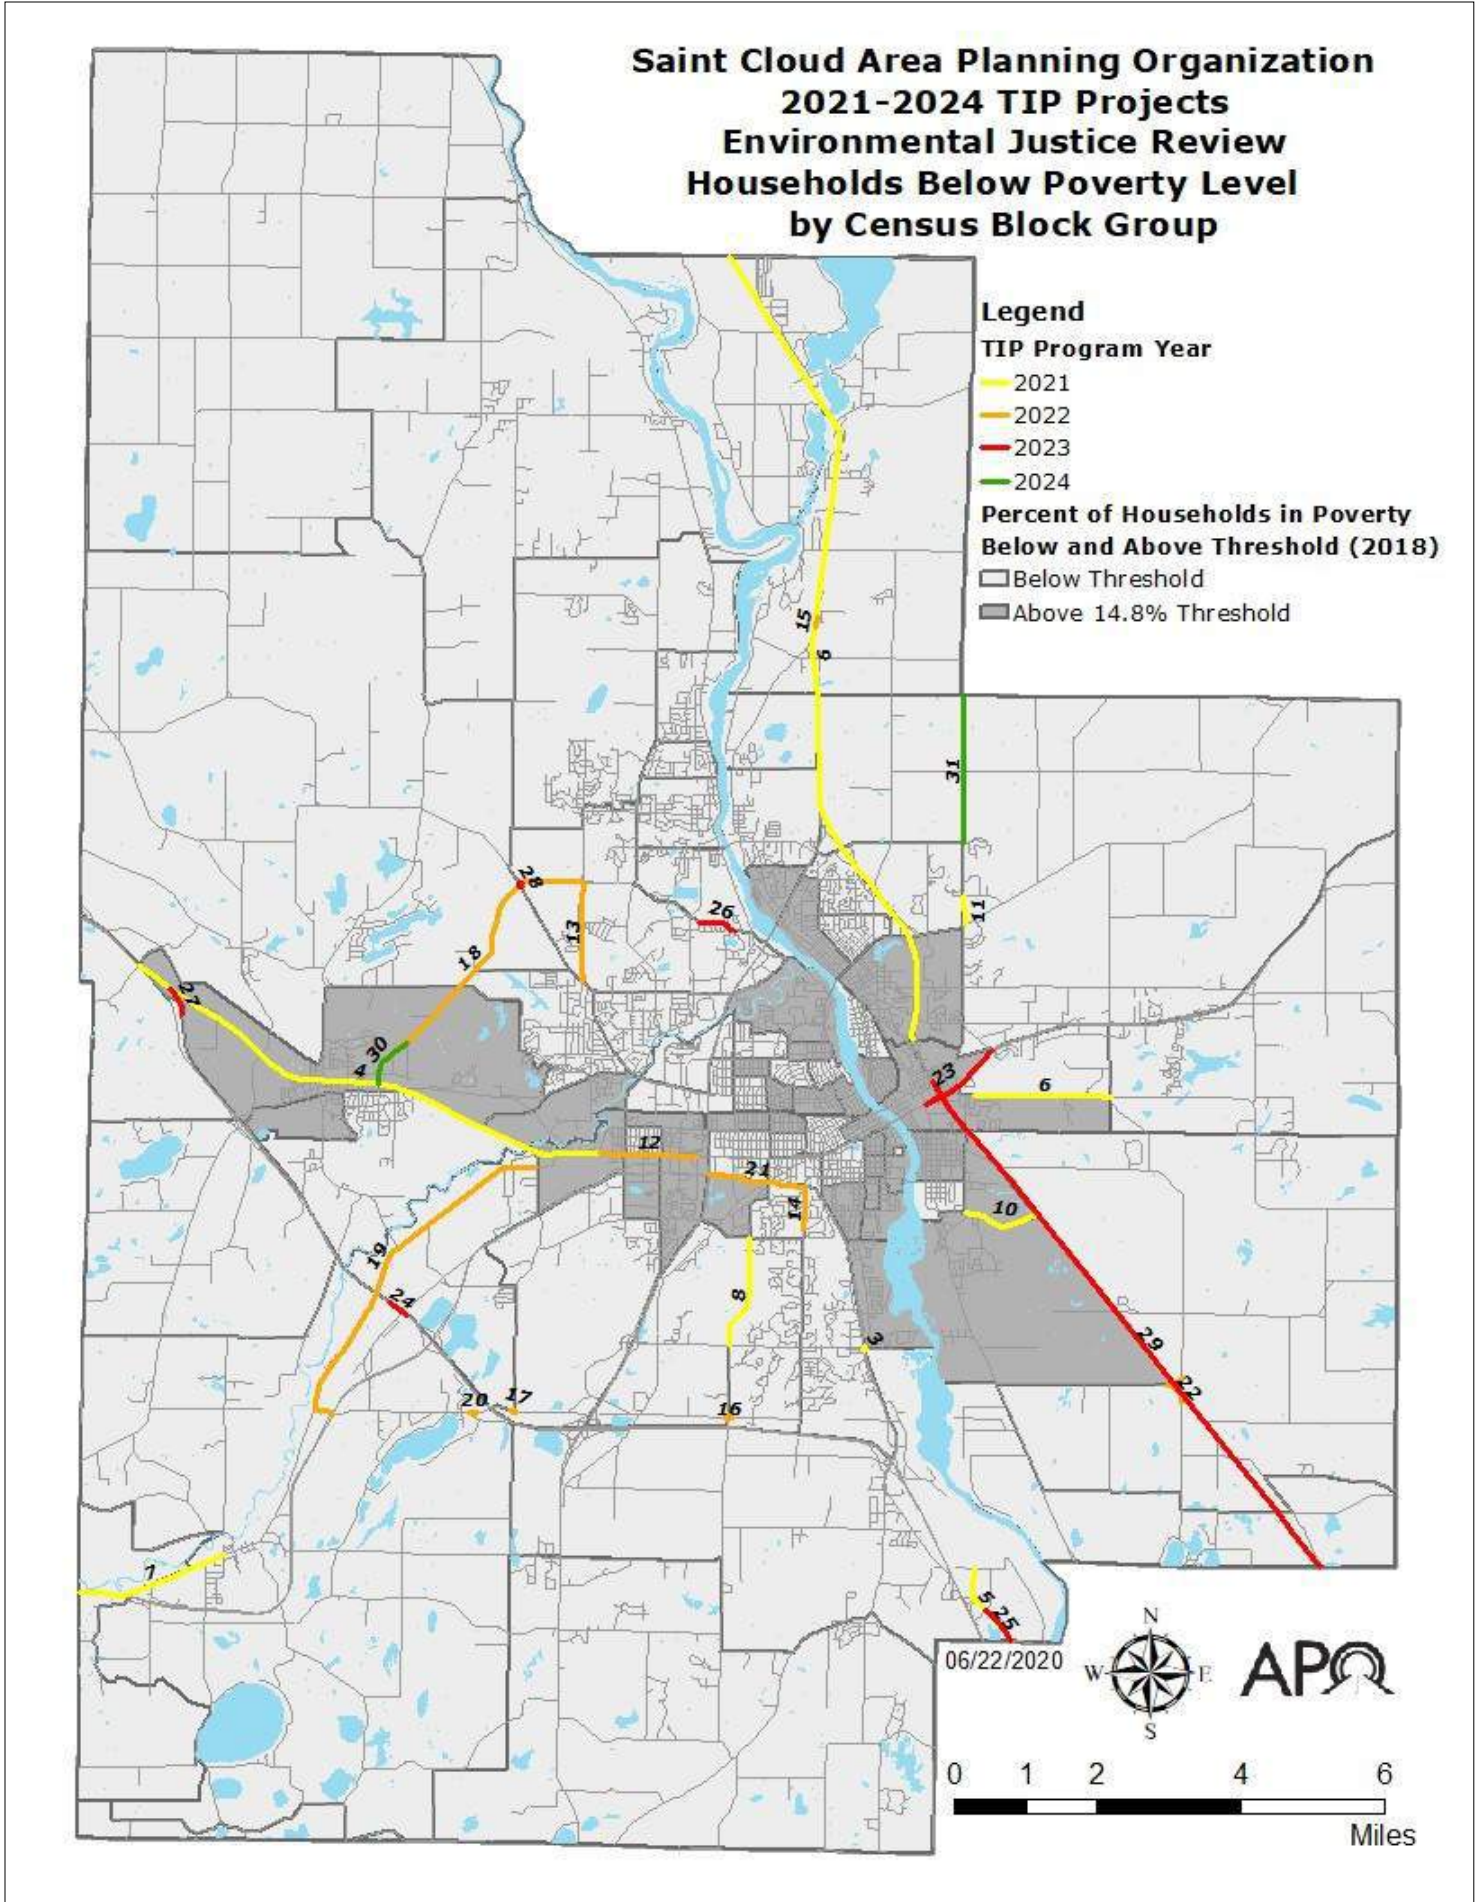 Saint Cloud Area Planning Organization
2021-2024 TIP Projects
Environmental Justice Review
Households Below Poverty Level
by Census Block Group
Legend
TIP Program Year
2021
2022
2023
2024
Percent of Households in Poverty
Below and Above Threshold (2018)
Below Threshold
Above 14.8% Threshold
15
9
31
28
26
11
13
18
27
30
4
23
6
12
21
14
10
19
24
8
3
29
22
20
17
16
1
5
25
06/22/2020
N
W
E
S
APO
0
1
2
4
6
Miles